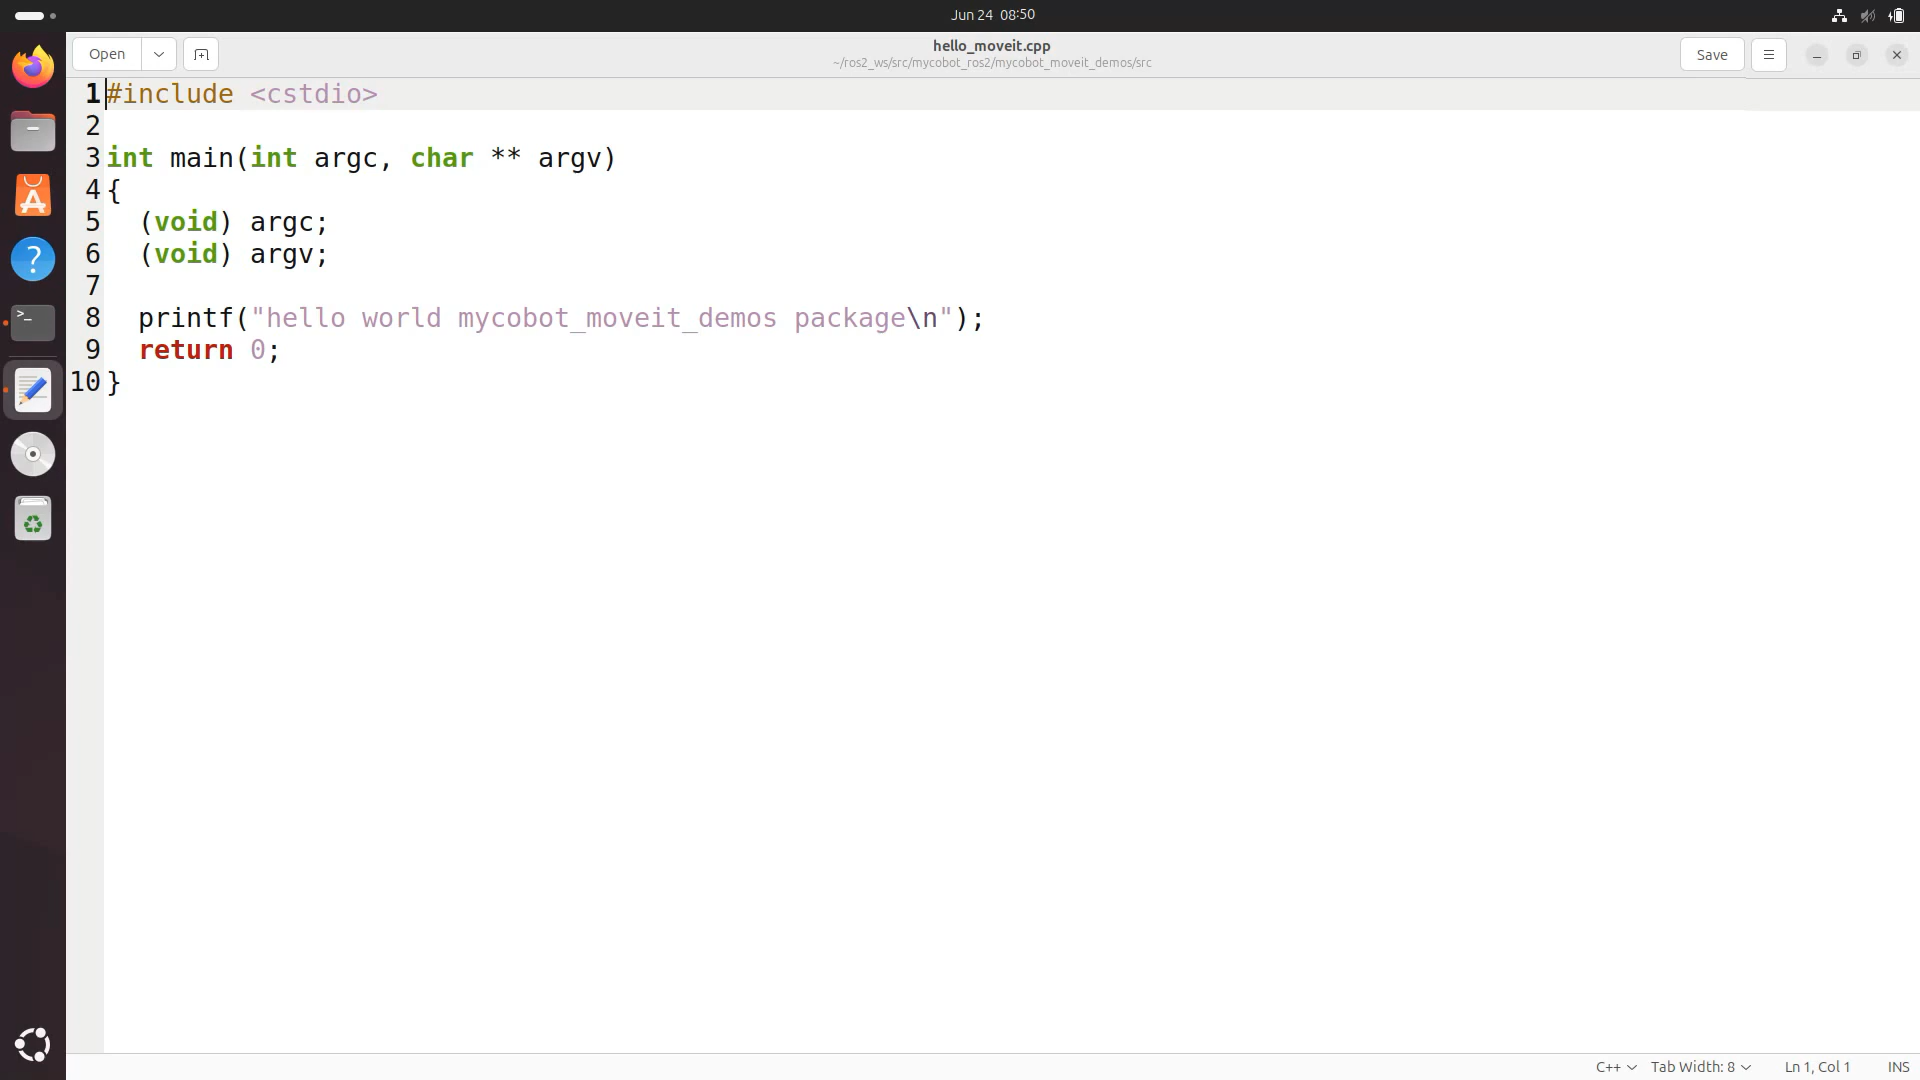 Jun 24 08:50
Open
hello_moveit.cpp
~/ros2_ws/src/mycobot_ros2/mycobot_moveit_demos/src
Save
1 #include <cstdio>
2
3 int main(int argc, char ** argv)
4 {
5   (void) argc;
6   (void) argv;
7
8   printf("hello world mycobot_moveit_demos package\n");
9   return 0;
10 }
C++ Tab Width: 8 Ln 1, Col 1 INS